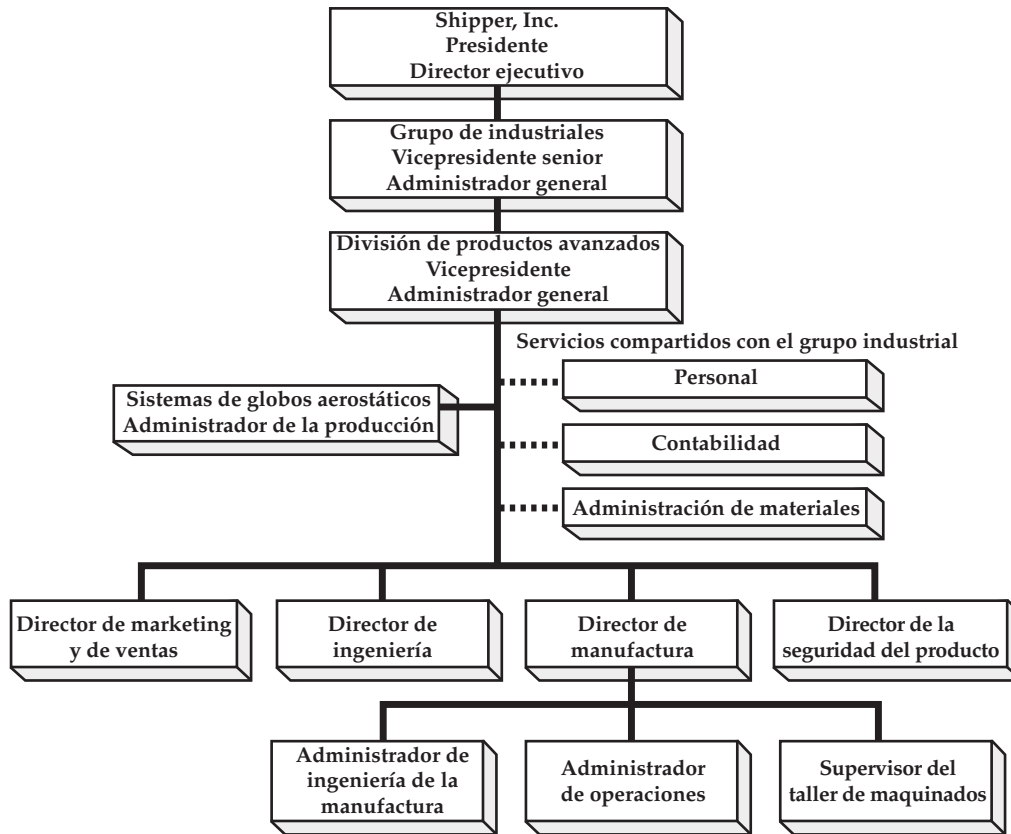 Shipper, Inc.
Presidente
Director ejecutivo
Grupo de industriales
Vicepresidente senior
Administrador general
División de productos avanzados
Vicepresidente
Administrador general
Servicios compartidos con el grupo industrial
Personal
Sistemas de globos aerostáticos
Administrador de la producción
Contabilidad
Administración de materiales
Director de marketing
y de ventas
Director de
ingeniería
Director de
manufactura
Director de la
seguridad del producto
Administrador de
ingeniería de la
manufactura
Administrador
de operaciones
Supervisor del
taller de maquinados